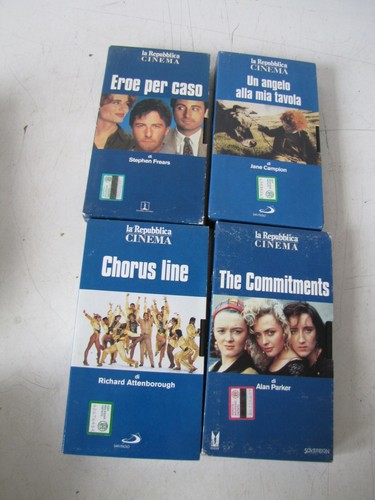 la Repubblica
CINEMA
Eroe per caso
di
Stephen Frears
la Repubblica
CINEMA
Un angelo
alla mia tavola
di
Jane Campion
la Repubblica
CINEMA
Chorus line
di
Richard Attenborough
la Repubblica
CINEMA
The Commitments
di
Alan Parker